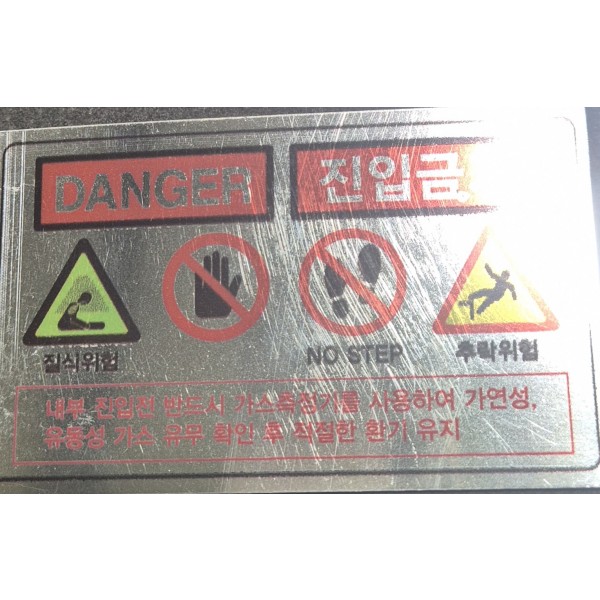 DANGER
진입금
질식위험
NO STEP
추락위험
내부 진입전 반드시 가스측정기를 사용하여 가연성,
유독성 가스 유무 확인 후 적절한 환기 유지